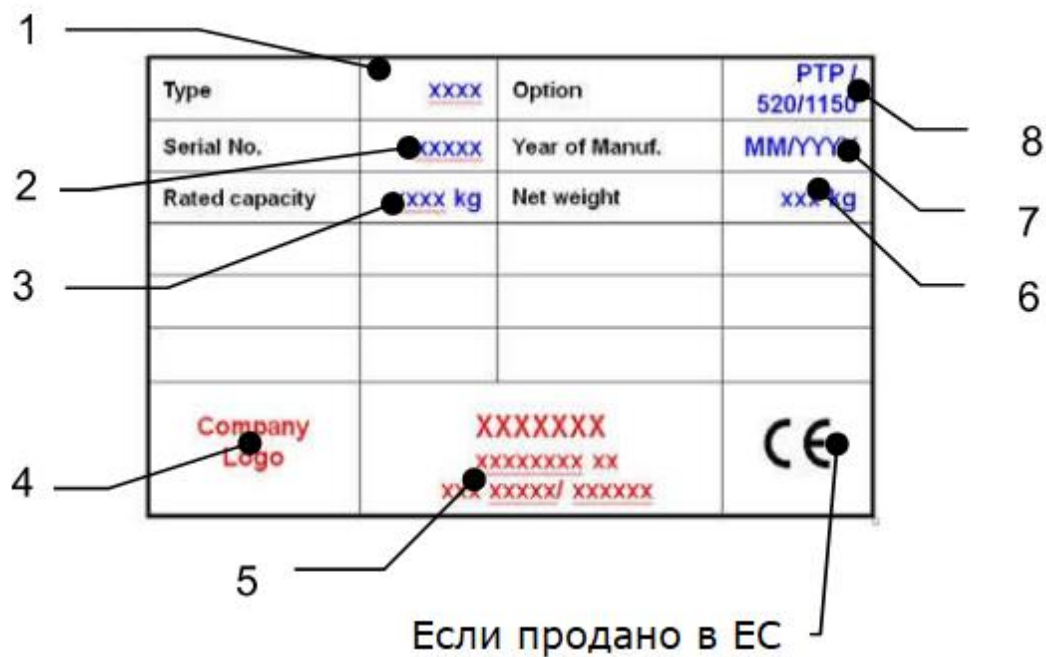 1
Type xxxx Option PTP /
520/1150
8
Serial No. xxxxx Year of Manuf. MM/YYYY
2
7
Rated capacity xxxx kg Net weight xxx kg
3
6
Company
Logo
4
XXXXXXX
xxxxxxxx xx
xxx xxxxx/ xxxxxx
5
CE
Если продано в ЕС